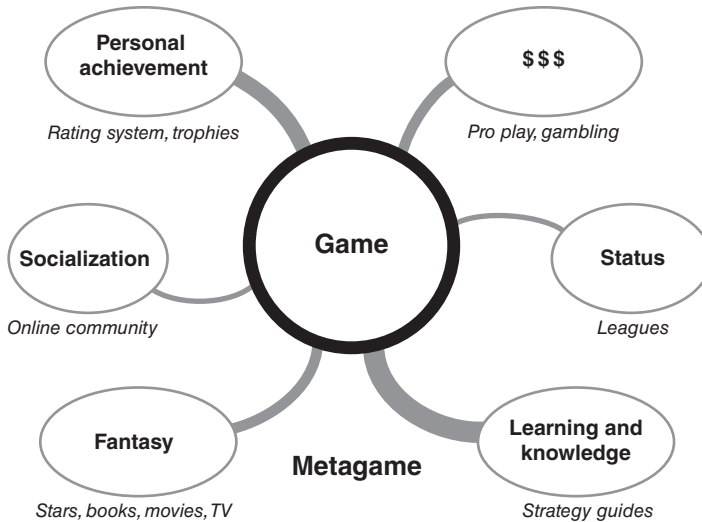 Personal
achievement
Rating system, trophies
$$$
Pro play, gambling
Game
Socialization
Online community
Status
Leagues
Fantasy
Stars, books, movies, TV
Metagame
Learning and
knowledge
Strategy guides